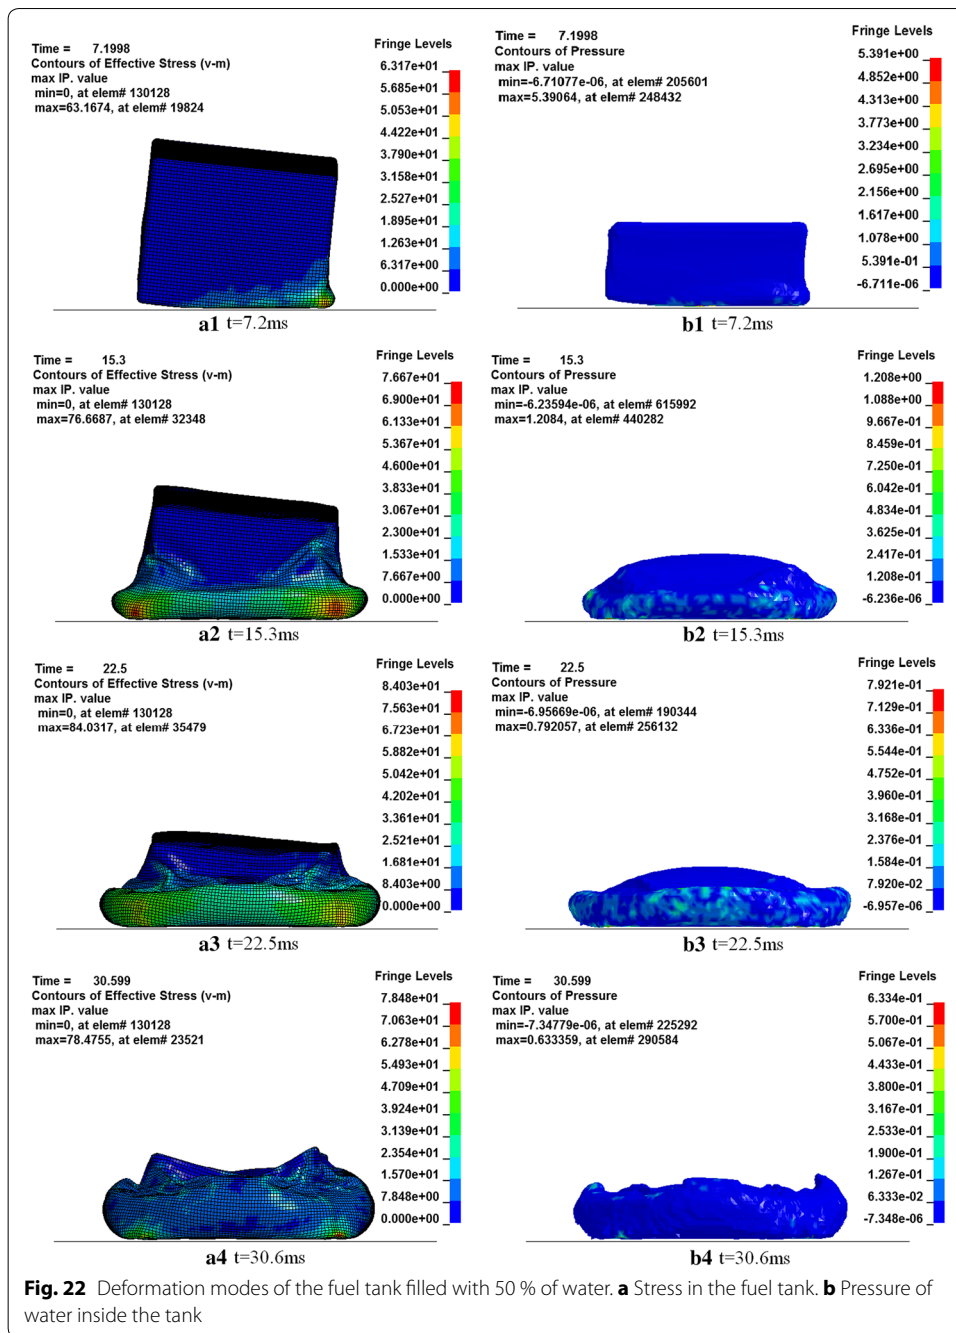 Time = 7.1998
Contours of Effective Stress (v-m)
max IP. value
min=0, at elem# 130128
max=63.1674, at elem# 19824
Fringe Levels
6.317e+01
5.685e+01
5.053e+01
4.422e+01
3.790e+01
3.158e+01
2.527e+01
1.895e+01
1.263e+01
6.317e+00
0.000e+00
a1 t=7.2ms
Time = 7.1998
Contours of Pressure
max IP. value
min=-6.71077e-06, at elem# 205601
max=5.39064, at elem# 248432
Fringe Levels
5.391e+00
4.852e+00
4.313e+00
3.773e+00
3.234e+00
2.695e+00
2.156e+00
1.617e+00
1.078e+00
5.391e-01
-6.711e-06
b1 t=7.2ms
Time = 15.3
Contours of Effective Stress (v-m)
max IP. value
min=0, at elem# 130128
max=76.6687, at elem# 32348
Fringe Levels
7.667e+01
6.900e+01
6.133e+01
5.367e+01
4.600e+01
3.833e+01
3.067e+01
2.300e+01
1.533e+01
7.667e+00
0.000e+00
a2 t=15.3ms
Time = 15.3
Contours of Pressure
max IP. value
min=-6.23594e-06, at elem# 615992
max=1.2084, at elem# 440282
Fringe Levels
1.208e+00
1.088e+00
9.667e-01
8.459e-01
7.250e-01
6.042e-01
4.834e-01
3.625e-01
2.417e-01
1.208e-01
-6.236e-06
b2 t=15.3ms
Time = 22.5
Contours of Effective Stress (v-m)
max IP. value
min=0, at elem# 130128
max=84.0317, at elem# 35479
Fringe Levels
8.403e+01
7.563e+01
6.723e+01
5.882e+01
5.042e+01
4.202e+01
3.361e+01
2.521e+01
1.681e+01
8.403e+00
0.000e+00
a3 t=22.5ms
Time = 22.5
Contours of Pressure
max IP. value
min=-6.95669e-06, at elem# 190344
max=0.792057, at elem# 256132
Fringe Levels
7.921e-01
7.129e-01
6.336e-01
5.544e-01
4.752e-01
3.960e-01
3.168e-01
2.376e-01
1.584e-01
7.920e-02
-6.957e-06
b3 t=22.5ms
Time = 30.599
Contours of Effective Stress (v-m)
max IP. value
min=0, at elem# 130128
max=78.4755, at elem# 23521
Fringe Levels
7.848e+01
7.063e+01
6.278e+01
5.493e+01
4.709e+01
3.924e+01
3.139e+01
2.354e+01
1.570e+01
7.848e+00
0.000e+00
a4 t=30.6ms
Time = 30.599
Contours of Pressure
max IP. value
min=-7.34779e-06, at elem# 225292
max=0.633359, at elem# 290584
Fringe Levels
6.334e-01
5.700e-01
5.067e-01
4.433e-01
3.800e-01
3.167e-01
2.533e-01
1.900e-01
1.267e-01
6.333e-02
-7.348e-06
b4 t=30.6ms
Fig. 22 Deformation modes of the fuel tank filled with 50 % of water. a Stress in the fuel tank. b Pressure of
water inside the tank